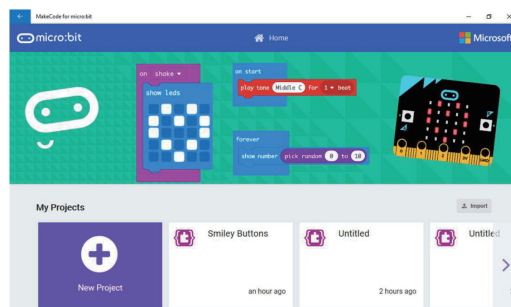 MakeCode for micro:bit
micro:bit
Home
Microsoft
on shake
show leds
on start
play tone Middle C for 1 beat
forever
show number pick random 0 to 10
My Projects
Import
New Project
Smiley Buttons
an hour ago
Untitled
2 hours ago
Untitled